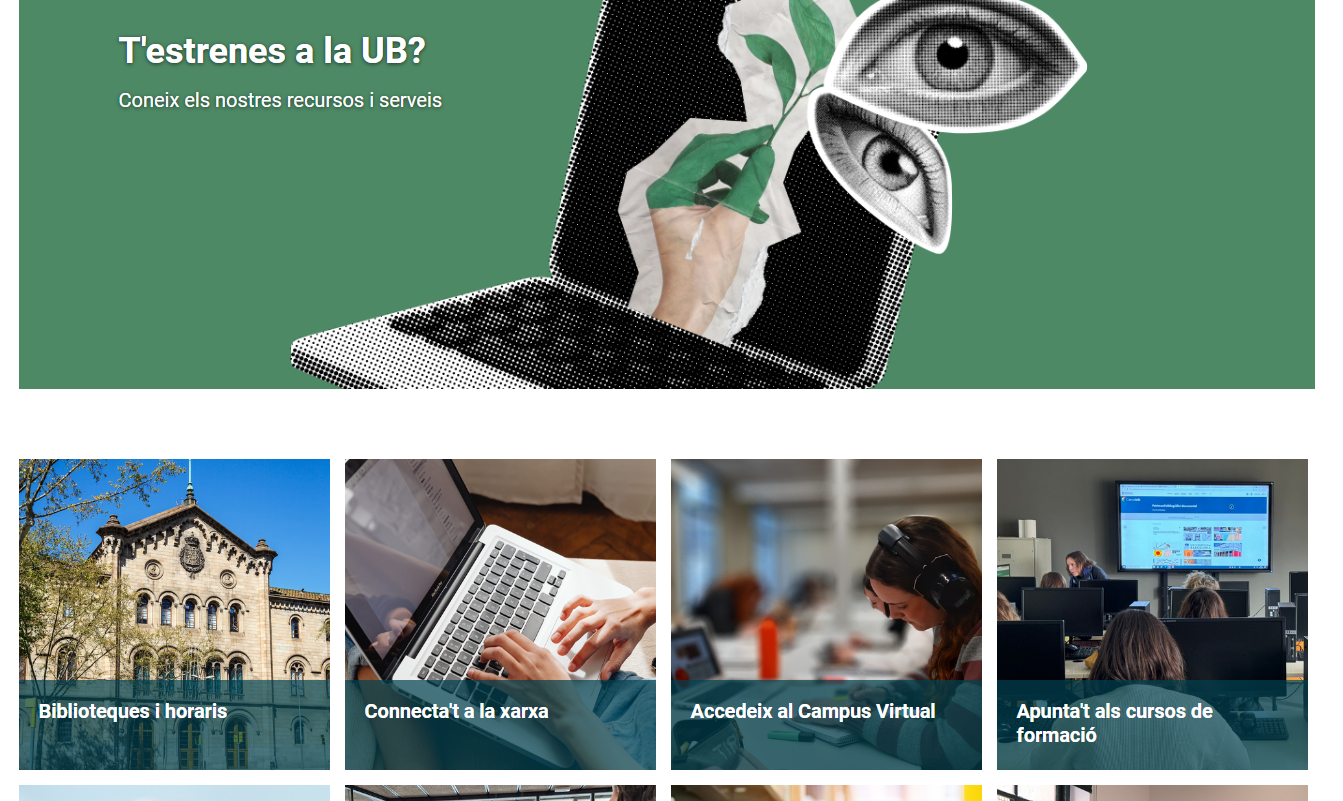 T'estrenes a la UB?
Coneix els nostres recursos i serveis
Biblioteques i horaris
Connecta't a la xarxa
Accedeix al Campus Virtual
Apunta't als cursos de
formació